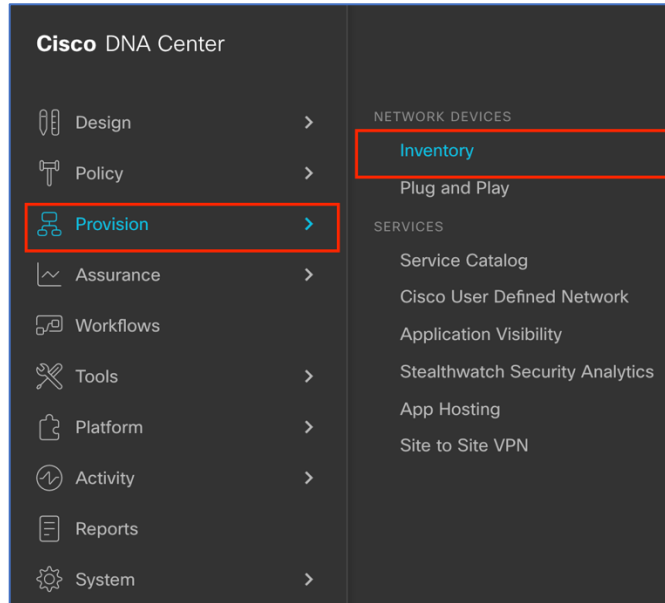 Cisco DNA Center
Design
Policy
Provision
Assurance
Workflows
Tools
Platform
Activity
Reports
System
NETWORK DEVICES
Inventory
Plug and Play
SERVICES
Service Catalog
Cisco User Defined Network
Application Visibility
Stealthwatch Security Analytics
App Hosting
Site to Site VPN